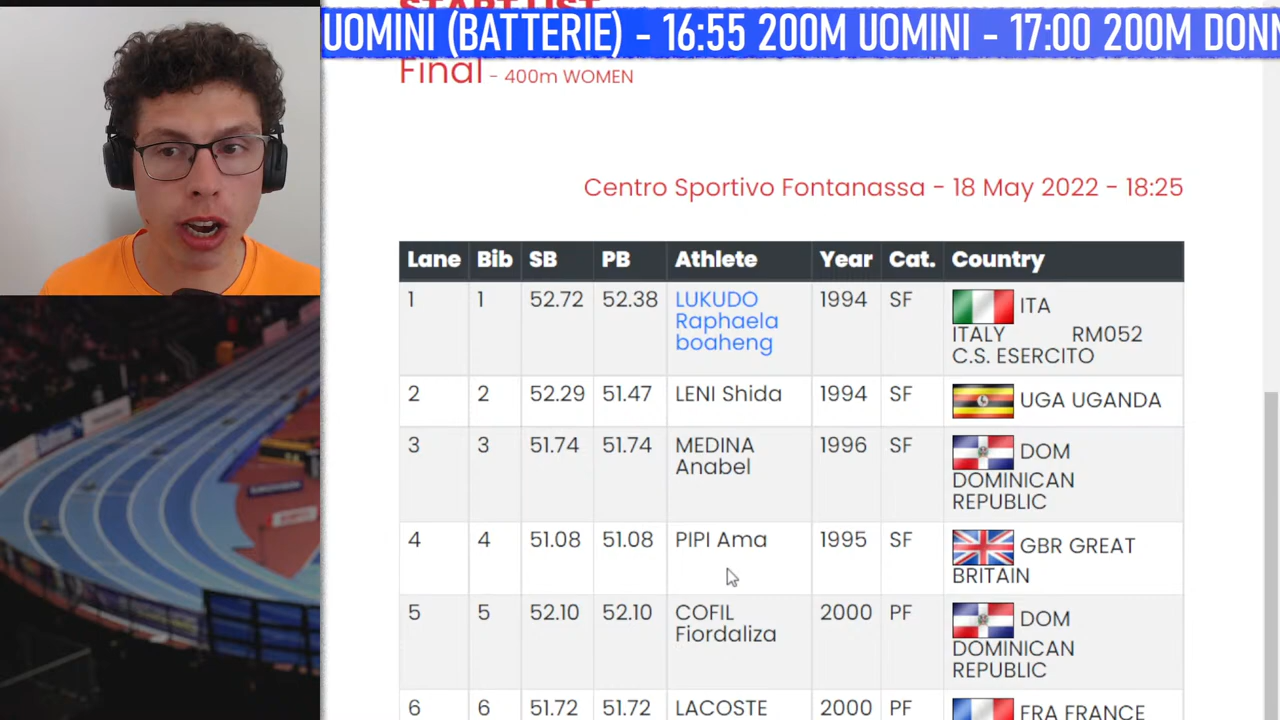 START LIST
UOMINI (BATTERIE) - 16:55 200M UOMINI - 17:00 200M DONN
Final - 400m WOMEN
Centro Sportivo Fontanassa - 18 May 2022 - 18:25
Lane Bib SB PB Athlete Year Cat. Country
1 1 52.72 52.38 LUKUDO Raphaela boaheng 1994 SF ITA ITALY RM052 C.S. ESERCITO
2 2 52.29 51.47 LENI Shida 1994 SF UGA UGANDA
3 3 51.74 51.74 MEDINA Anabel 1996 SF DOM DOMINICAN REPUBLIC
4 4 51.08 51.08 PIPI Ama 1995 SF GBR GREAT BRITAIN
5 5 52.10 52.10 COFIL Fiordaliza 2000 PF DOM DOMINICAN REPUBLIC
6 6 51.72 51.72 LACOSTE 2000 PF FRA FRANCE